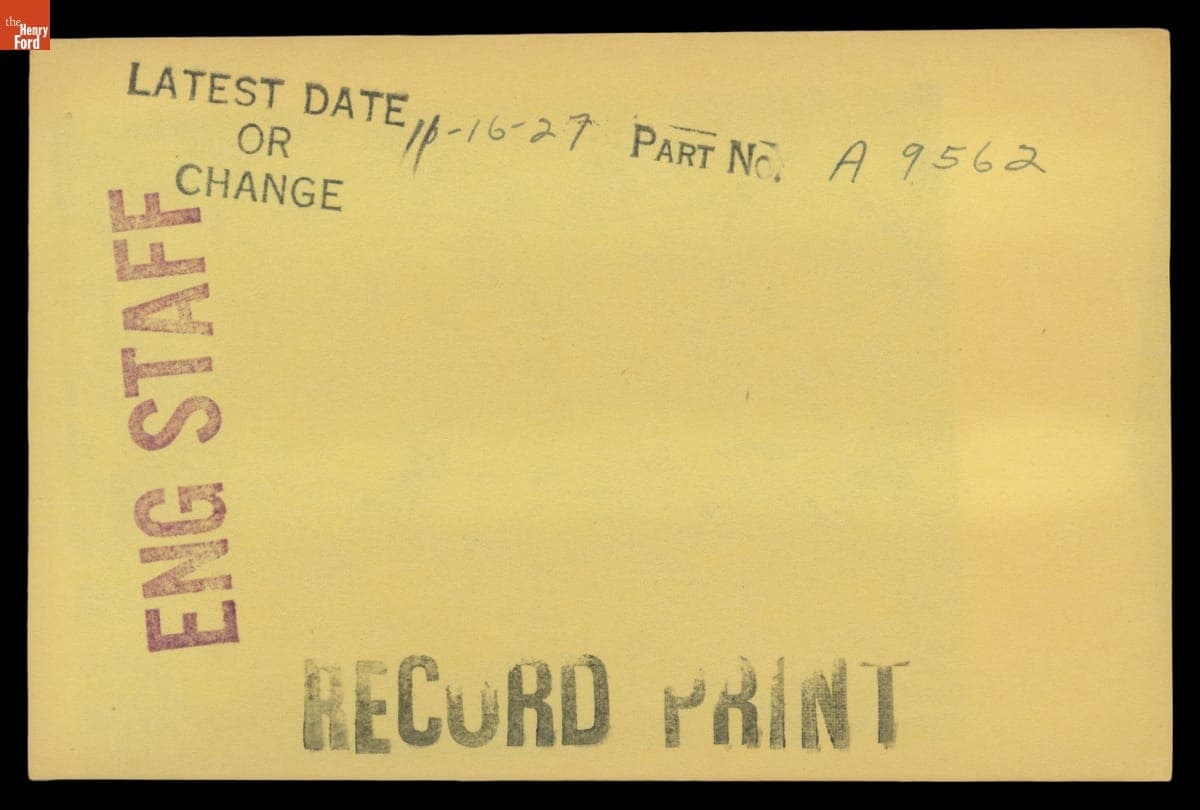 the
Henry
Ford
LATEST DATE
OR
CHANGE
11-16-27
PART No. A 9562
ENG STAFF
RECORD PRINT